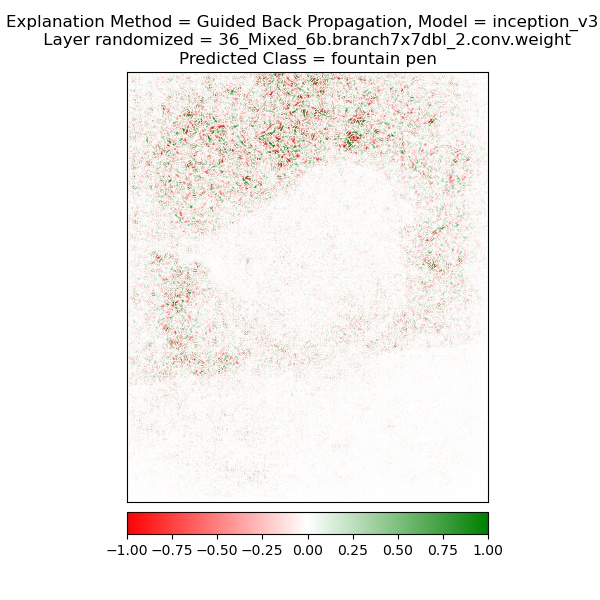 Explanation Method = Guided Back Propagation, Model = inception_v3
Layer randomized = 36_Mixed_6b.branch7x7dbl_2.conv.weight
Predicted Class = fountain pen
−1.00 −0.75 −0.50 −0.25 0.00 0.25 0.50 0.75 1.00